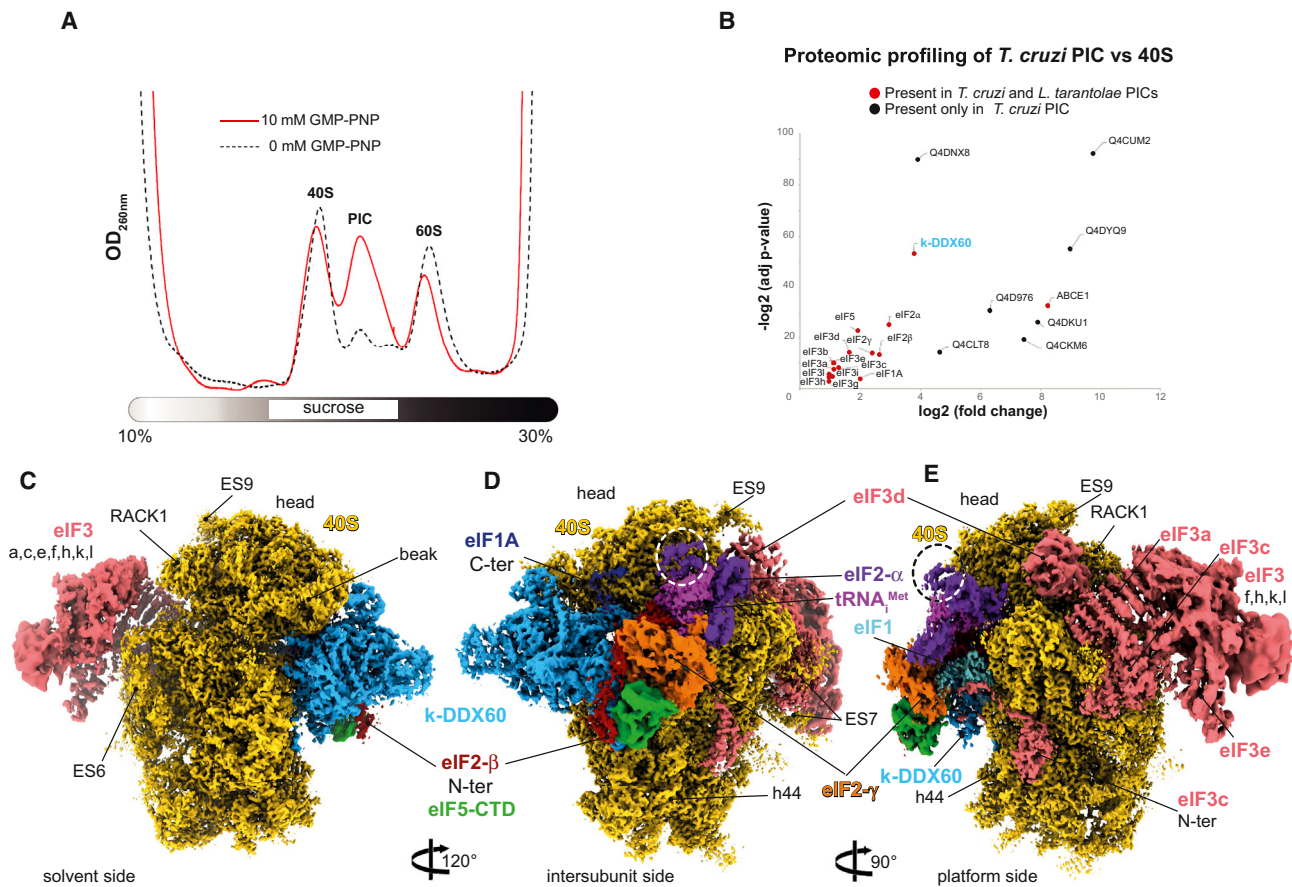 A
10 mM GMP-PNP
0 mM GMP-PNP
OD260nm
40S
PIC
60S
sucrose
10%
30%
B
Proteomic profiling of T. cruzi PIC vs 40S
Present in T. cruzi and L. tarantolae PICs
Present only in T. cruzi PIC
-log2 (adj p-value)
100
80
60
40
20
0
2
4
6
8
10
12
log2 (fold change)
Q4DNX8
Q4CUM2
k-DDX60
Q4DYQ9
Q4D976
ABCE1
Q4DKU1
Q4CKM6
Q4CLT8
eIF5
eIF2α
eIF3d
eIF2γ
eIF2β
eIF3b
eIF3e
eIF3a
eIF3c
eIF3l
eIF3i
eIF3h
eIF3g
eIF1A
C
ES9
head
RACK1
40S
eIF3
a,c,e,f,h,k,l
beak
k-DDX60
ES6
eIF2-β
N-ter
eIF5-CTD
solvent side
120°
D
head
ES9
40S
eIF1A
C-ter
eIF3d
eIF2-α
tRNAiMet
eIF1
ES7
h44
eIF2-γ
intersubunit side
90°
E
head
ES9
RACK1
40S
eIF3a
eIF3c
eIF3
f,h,k,l
eIF3e
k-DDX60
h44
eIF3c
N-ter
platform side